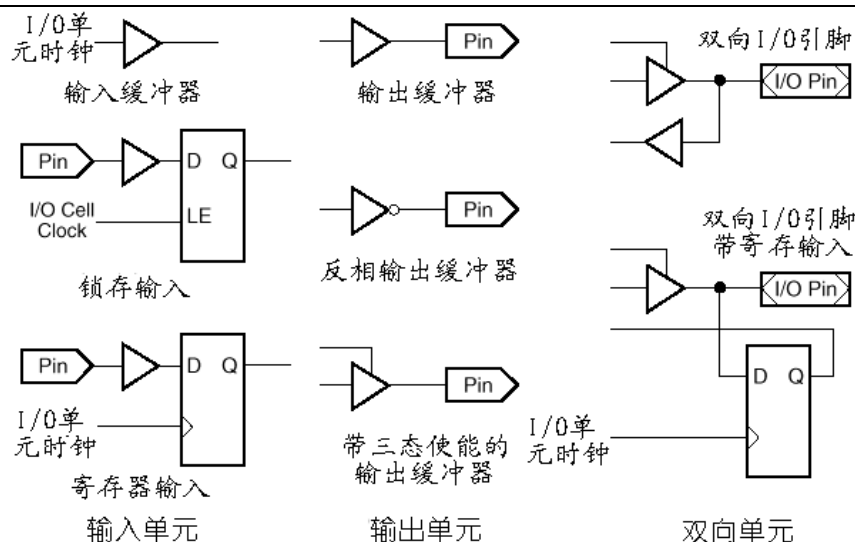 I/O单
元时钟
输入缓冲器
Pin
D Q
LE
I/O Cell
Clock
锁存输入
Pin
D Q
I/O单
元时钟
寄存器输入
输入单元
Pin
输出缓冲器
Pin
反相输出缓冲器
Pin
带三态使能的
输出缓冲器
输出单元
双向I/O引脚
I/O Pin
双向I/O引脚
带寄存输入
I/O Pin
D Q
I/O单
元时钟
双向单元